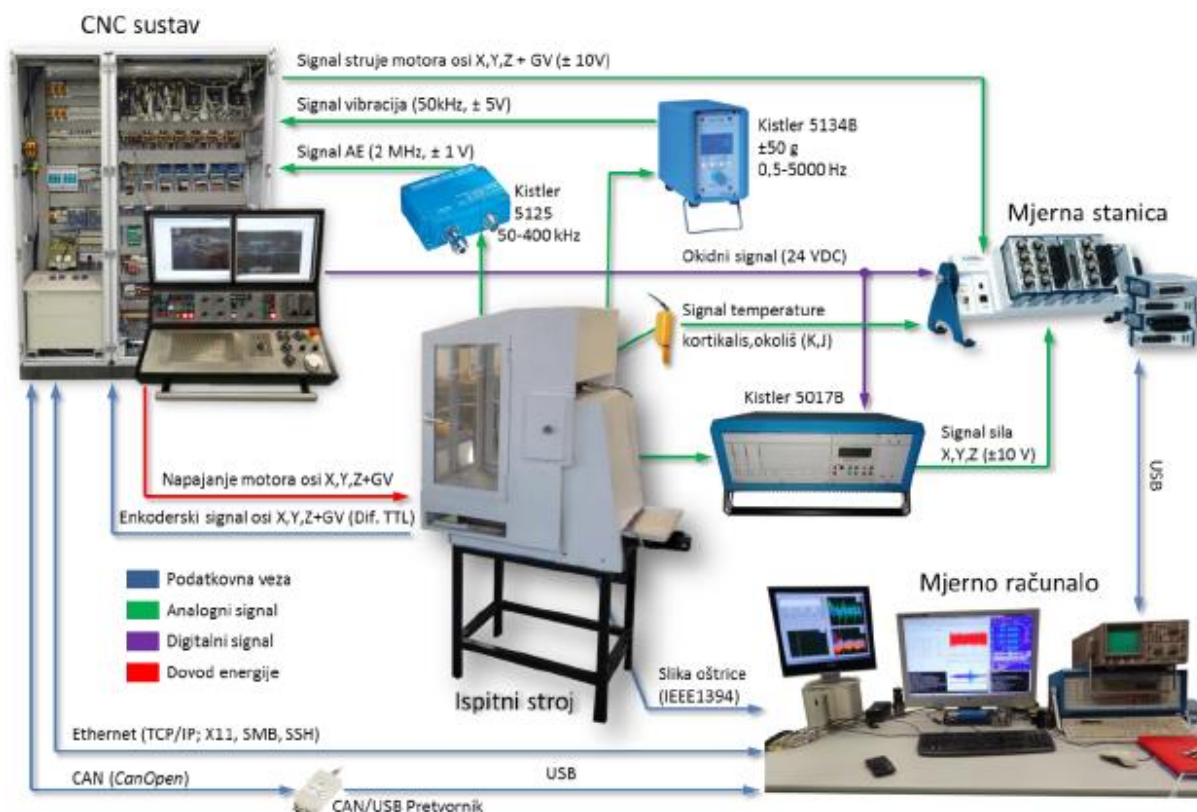 CNC sustav
Signal struje motora osi X,Y,Z + GV (± 10V)
Signal vibracija (50kHz, ± 5V)
Kistler 5134B
±50 g
0,5-5000 Hz
Signal AE (2 MHz, ± 1 V)
Kistler
5125
50-400 kHz
Mjerna stanica
Okidni signal (24 VDC)
Signal temperature
kortikalis,okoliš (K,J)
Kistler 5017B
Signal sila
X,Y,Z (±10 V)
USB
Napajanje motora osi X,Y,Z+GV
Enkoderski signal osi X,Y,Z+GV (Dif. TTL)
Podatkovna veza
Analogni signal
Digitalni signal
Dovod energije
Mjerno računalo
Ispitni stroj
Slika oštrice
(IEEE1394)
Ethernet (TCP/IP; X11, SMB, SSH)
CAN (CanOpen)
USB
CAN/USB Pretvornik